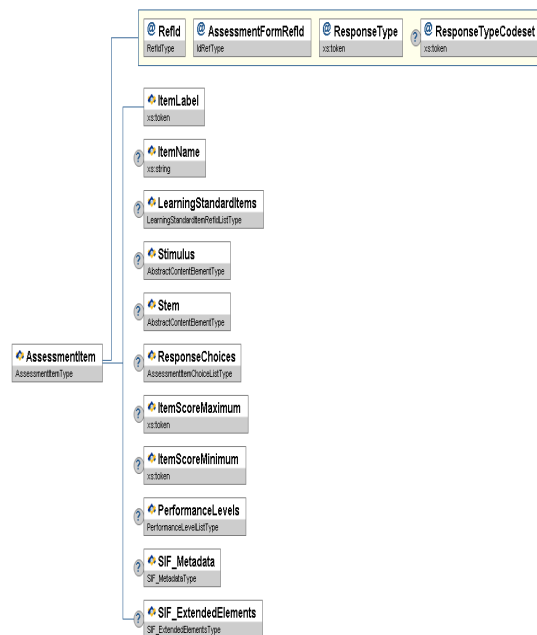 @ RefId
RefIdType
@ AssessmentFormRefId
IdRefType
@ ResponseType
xs:token
? @ ResponseTypeCodeset
xs:token
ItemLabel
xs:token
? ItemName
xs:string
? LearningStandardItems
LearningStandardItemRefIdListType
? Stimulus
AbstractContentElementType
? Stem
AbstractContentElementType
AssessmentItem
AssessmentItemType
? ResponseChoices
AssessmentItemChoiceListType
? ItemScoreMaximum
xs:token
? ItemScoreMinimum
xs:token
? PerformanceLevels
PerformanceLevelListType
? SIF_Metadata
SIF_MetadataType
? SIF_ExtendedElements
SIF_ExtendedElementsType